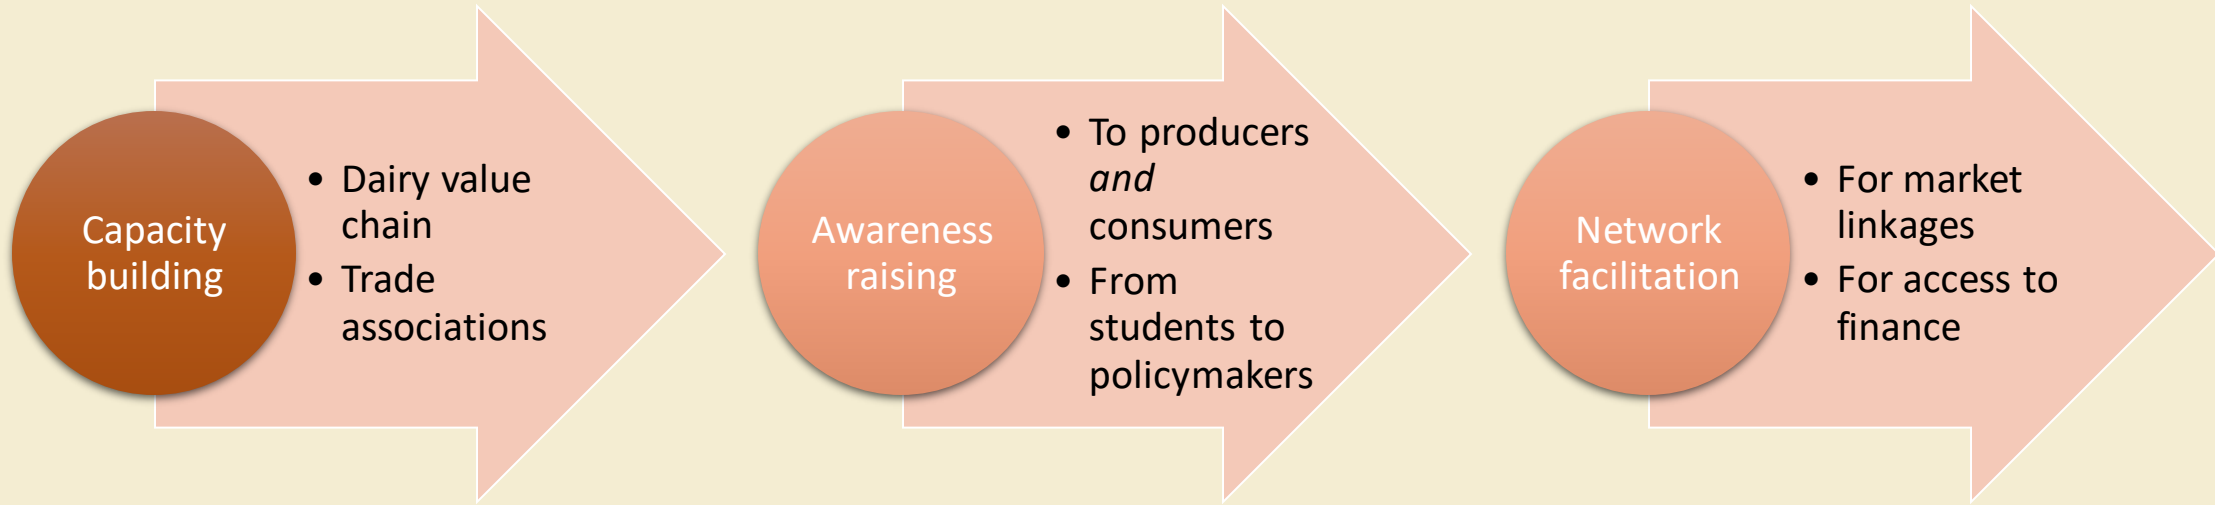 Capacity
building
• Dairy value
chain
• Trade
associations
Awareness
raising
• To producers
and
consumers
• From
students to
policymakers
Network
facilitation
• For market
linkages
• For access to
finance